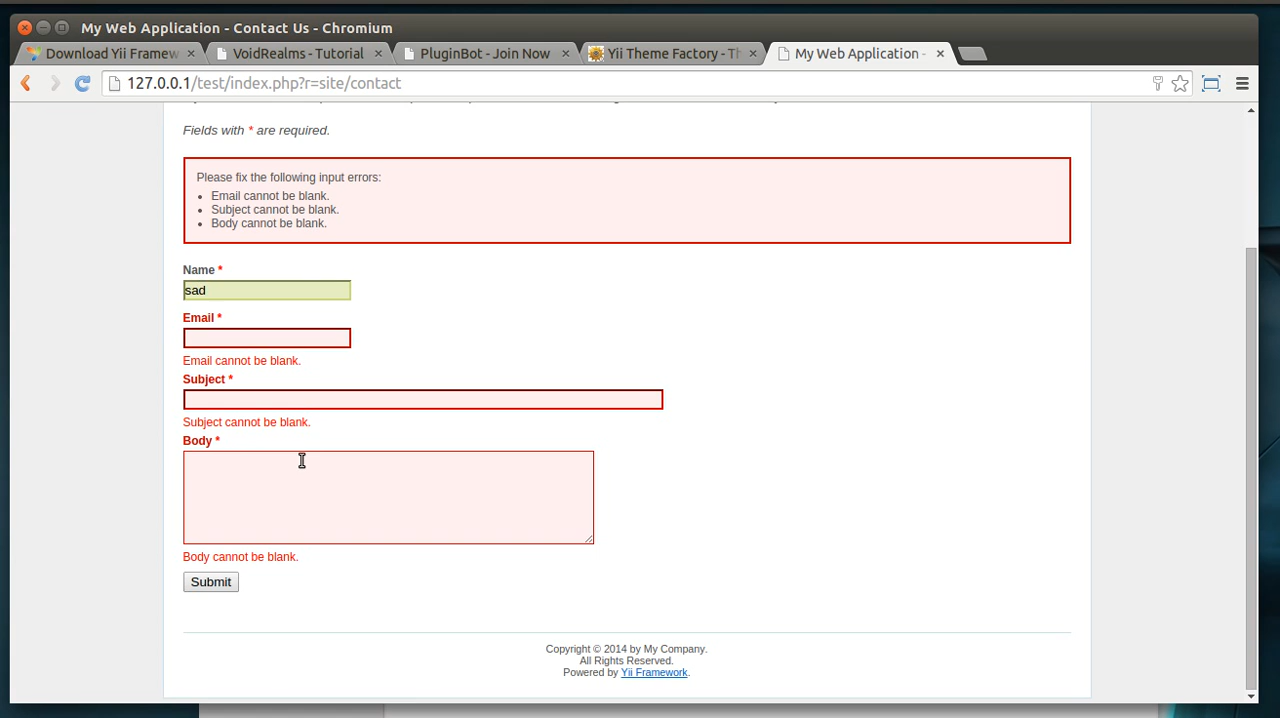 My Web Application - Contact Us - Chromium
Download Yii Framew
VoidRealms - Tutorial
PluginBot - Join Now
Yii Theme Factory - Th
My Web Application -
127.0.0.1/test/index.php?r=site/contact
Fields with * are required.
Please fix the following input errors:
Email cannot be blank.
Subject cannot be blank.
Body cannot be blank.
Name *
sad
Email *
Email cannot be blank.
Subject *
Subject cannot be blank.
Body *
Body cannot be blank.
Submit
Copyright © 2014 by My Company.
All Rights Reserved.
Powered by Yii Framework.